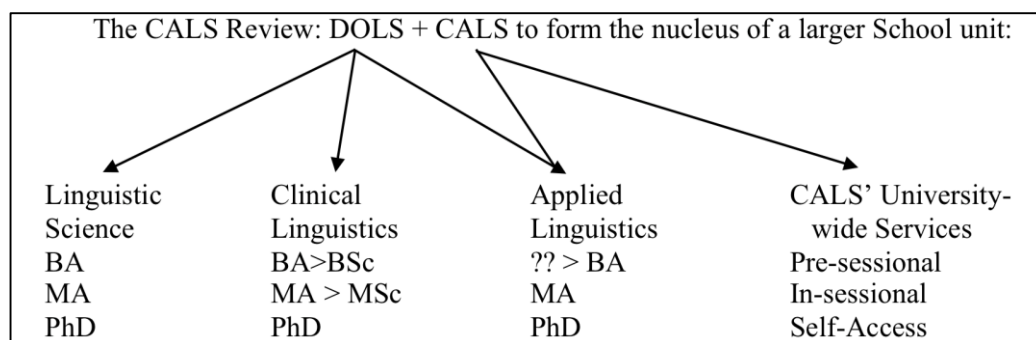 The CALS Review: DOLS + CALS to form the nucleus of a larger School unit:
Linguistic Clinical Applied CALS’ University-
Science Linguistics Linguistics wide Services
BA BA>BSc ?? > BA Pre-sessional
MA MA > MSc MA In-sessional
PhD PhD PhD Self-Access